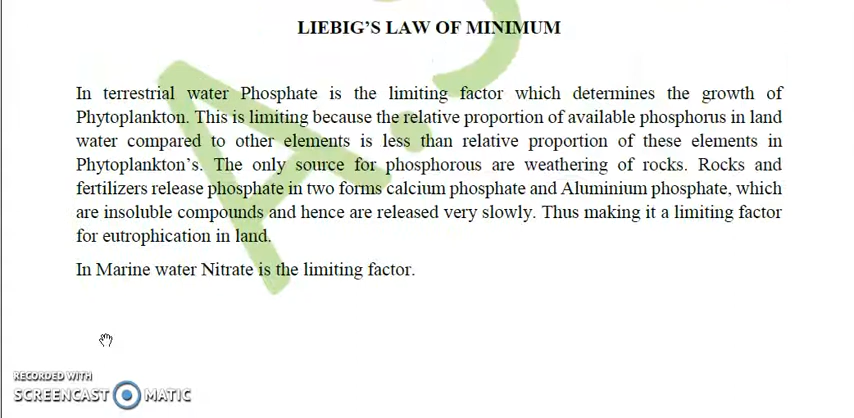 LIEBIG'S LAW OF MINIMUM
In terrestrial water Phosphate is the limiting factor which determines the growth of
Phytoplankton. This is limiting because the relative proportion of available phosphorus in land
water compared to other elements is less than relative proportion of these elements in
Phytoplankton's. The only source for phosphorous are weathering of rocks. Rocks and
fertilizers release phosphate in two forms calcium phosphate and Aluminium phosphate, which
are insoluble compounds and hence are released very slowly. Thus making it a limiting factor
for eutrophication in land.
In Marine water Nitrate is the limiting factor.
RECORDED WITH
SCREENCAST MATIC